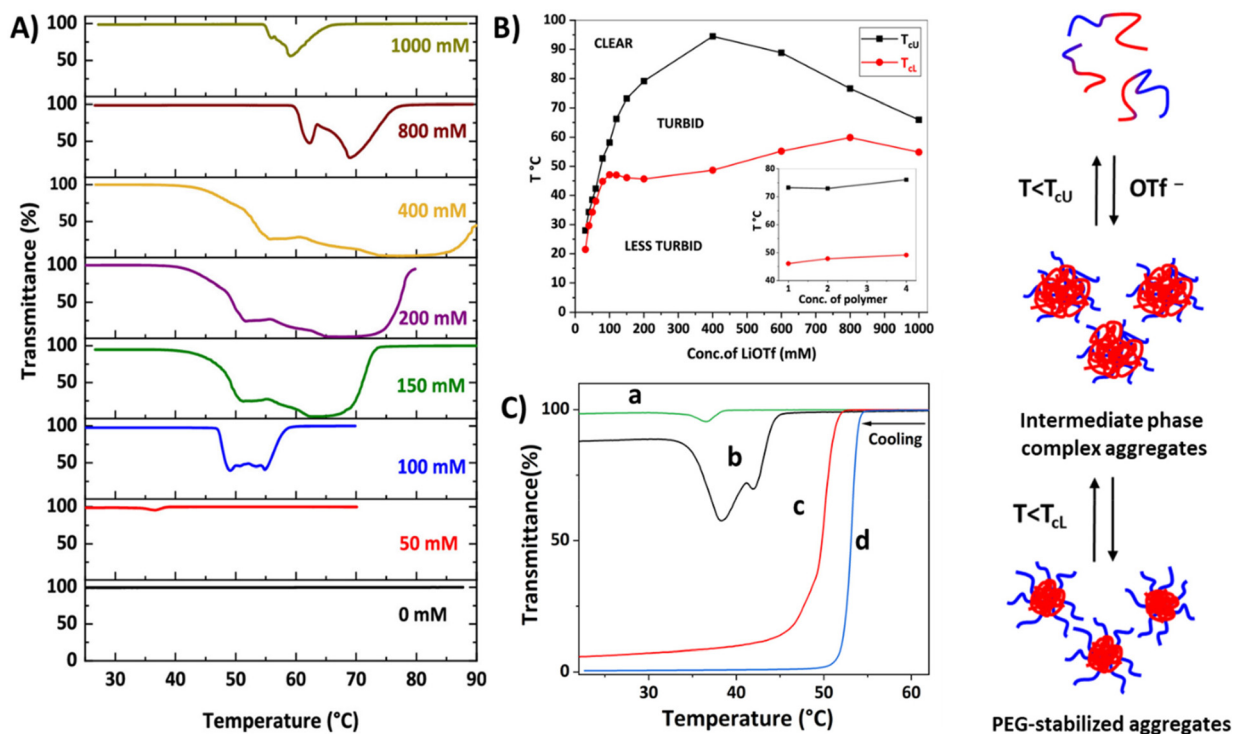 A)
Transmittance (%)
100
50
1000 mM
100
50
800 mM
100
50
400 mM
100
50
200 mM
100
50
150 mM
100
50
100 mM
100
50
50 mM
100
50
0
0 mM
30 40 50 60 70 80 90
Temperature (°C)
B)
T °C
100
90
80
70
60
50
40
30
20
10
0
CLEAR
TURBID
LESS TURBID
TcU
TcL
T °C
80
70
60
50
40
1 2 3 4
Conc. of polymer
0 100 200 300 400 500 600 700 800 900 1000
Conc.of LiOTf (mM)
C)
Transmittance(%)
100
50
0
a
b
c
d
Cooling
30 40 50 60
Temperature (°C)
T<TcU
OTf –
Intermediate phase
complex aggregates
T<TcL
PEG-stabilized aggregates